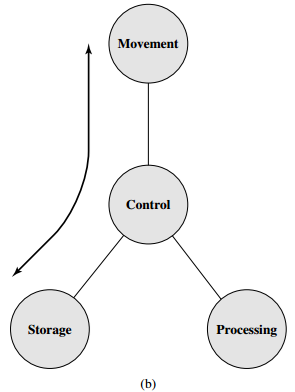 Movement
Control
Storage
Processing
(b)